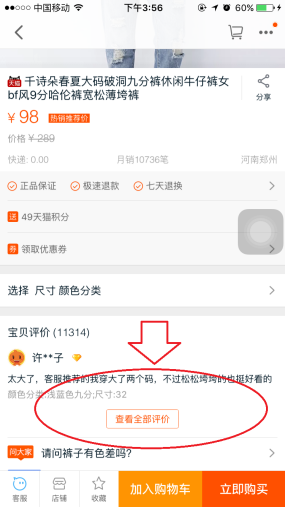 中国移动
下午3:56
60%
天猫 千诗朵春夏大码破洞九分裤休闲牛仔裤女
bf风9分哈伦裤宽松薄垮裤
分享
¥98 热销推荐价
¥ 289
快递: 0.00 月销10736笔 河南郑州
正品保证 极速退款 七天退换
送 49天猫积分
券 领取优惠券
选择 尺寸 颜色分类
宝贝评价 (11314)
许**子
太大了，客服推荐的我穿大了两个码，不过松松垮垮的也挺好看的
颜色分类:浅蓝色九分;尺寸:32
查看全部评价
问大家 请问裤子有色差吗?
客服 店铺 收藏 加入购物车 立即购买